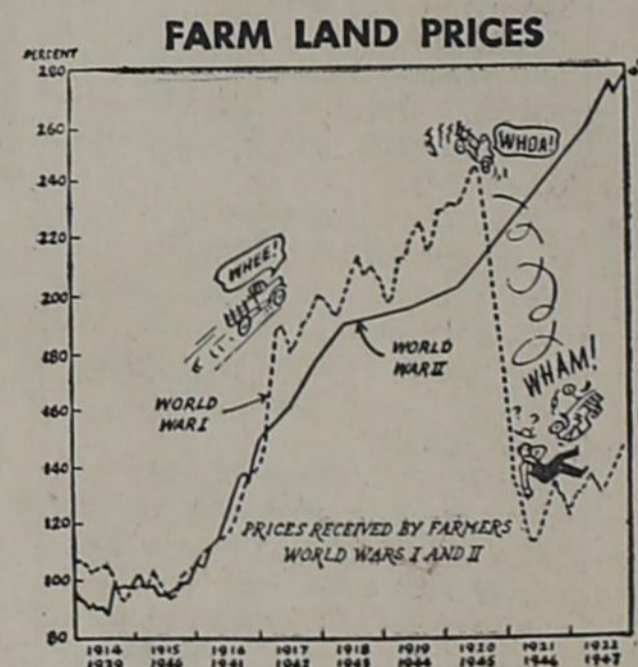 FARM LAND PRICES
PERCENT
280
260
WHOA!
240
220
WHEE!
200
180
WORLD
WAR II
WHAM!
160
WORLD
WAR I
140
120
PRICES RECEIVED BY FARMERS
WORLD WARS I AND II
100
80
1914 1915 1916 1917 1918 1919 1920 1921 1922
1939 1940 1941 1942 1943 1944 1945 1946 1947